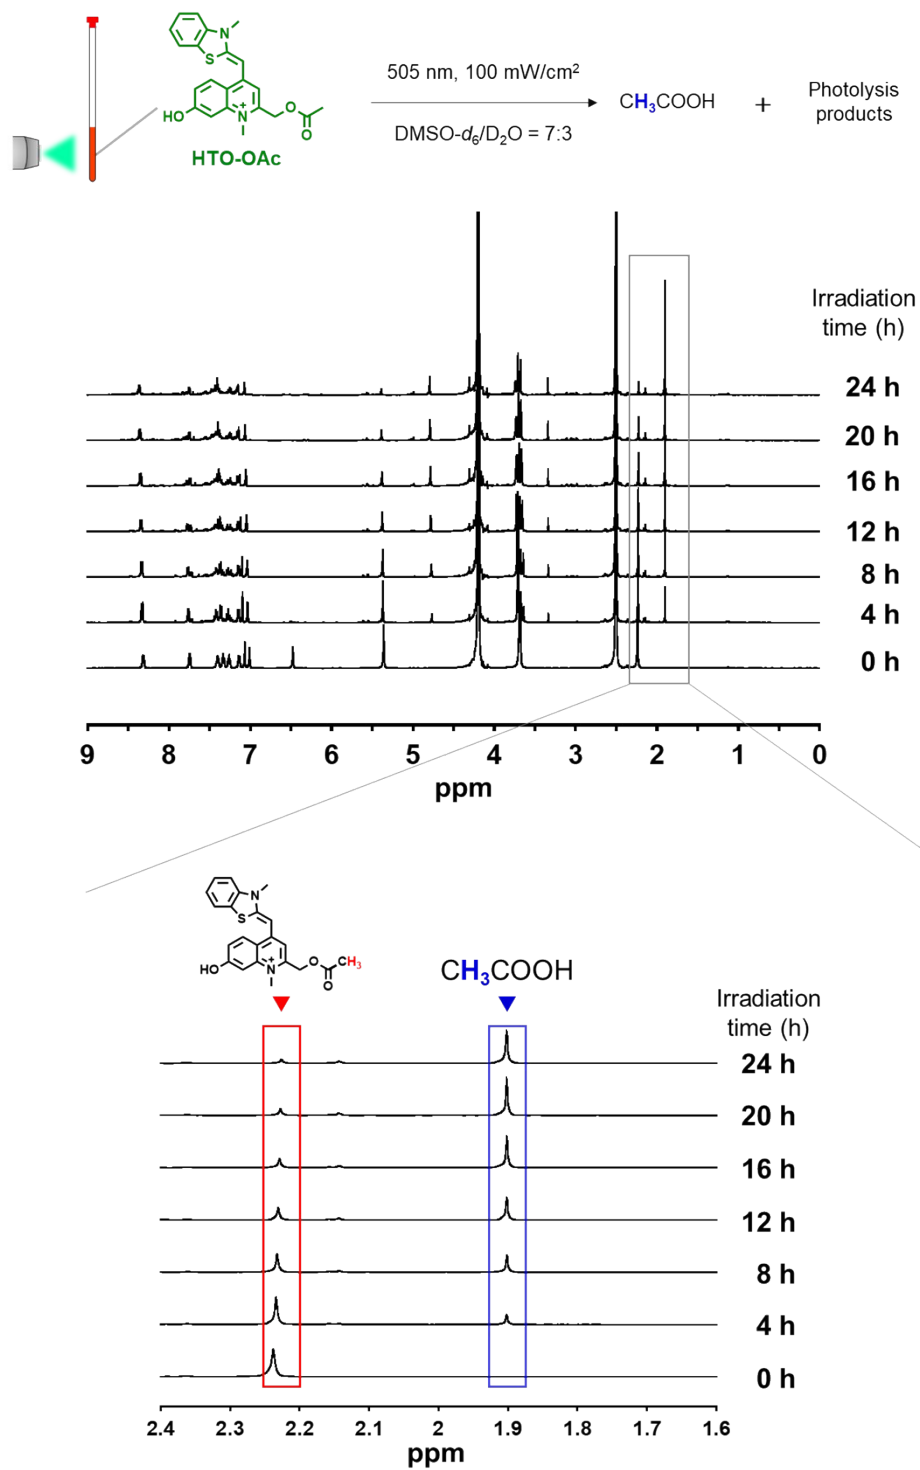 N
S
HO
N
+
O
O
HTO-OAc
505 nm, 100 mW/cm²
DMSO-d₆/D₂O = 7:3
CH₃COOH
+
Photolysis
products
Irradiation
time (h)
24 h
20 h
16 h
12 h
8 h
4 h
0 h
9 8 7 6 5 4 3 2 1 0
ppm
N
S
HO
N
+
O
O
CH₃
CH₃COOH
Irradiation
time (h)
24 h
20 h
16 h
12 h
8 h
4 h
0 h
2.4 2.3 2.2 2.1 2 1.9 1.8 1.7 1.6
ppm